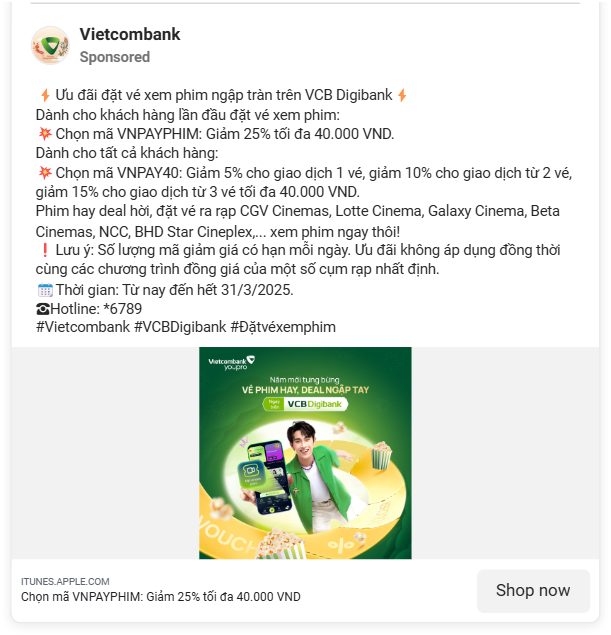 Vietcombank
Sponsored
⚡ Ưu đãi đặt vé xem phim ngập tràn trên VCB Digibank ⚡
Dành cho khách hàng lần đầu đặt vé xem phim:
💥 Chọn mã VNPAYPHIM: Giảm 25% tối đa 40.000 VND.
Dành cho tất cả khách hàng:
💥 Chọn mã VNPAY40: Giảm 5% cho giao dịch 1 vé, giảm 10% cho giao dịch từ 2 vé,
giảm 15% cho giao dịch từ 3 vé tối đa 40.000 VND.
Phim hay deal hời, đặt vé ra rạp CGV Cinemas, Lotte Cinema, Galaxy Cinema, Beta
Cinemas, NCC, BHD Star Cineplex,... xem phim ngay thôi!
❗ Lưu ý: Số lượng mã giảm giá có hạn mỗi ngày. Ưu đãi không áp dụng đồng thời
cùng các chương trình đồng giá của một số cụm rạp nhất định.
🗓️ Thời gian: Từ nay đến hết 31/3/2025.
☎Hotline: *6789
#Vietcombank #VCBDigibank #Đặtvéxemphim
Vietcombank
youpro
Năm mới tưng bừng
VÉ PHIM HAY, DEAL NGẬP TAY
Ngay trên VCBDigibank
VOUCH
%
ITUNES.APPLE.COM
Chọn mã VNPAYPHIM: Giảm 25% tối đa 40.000 VND
Shop now